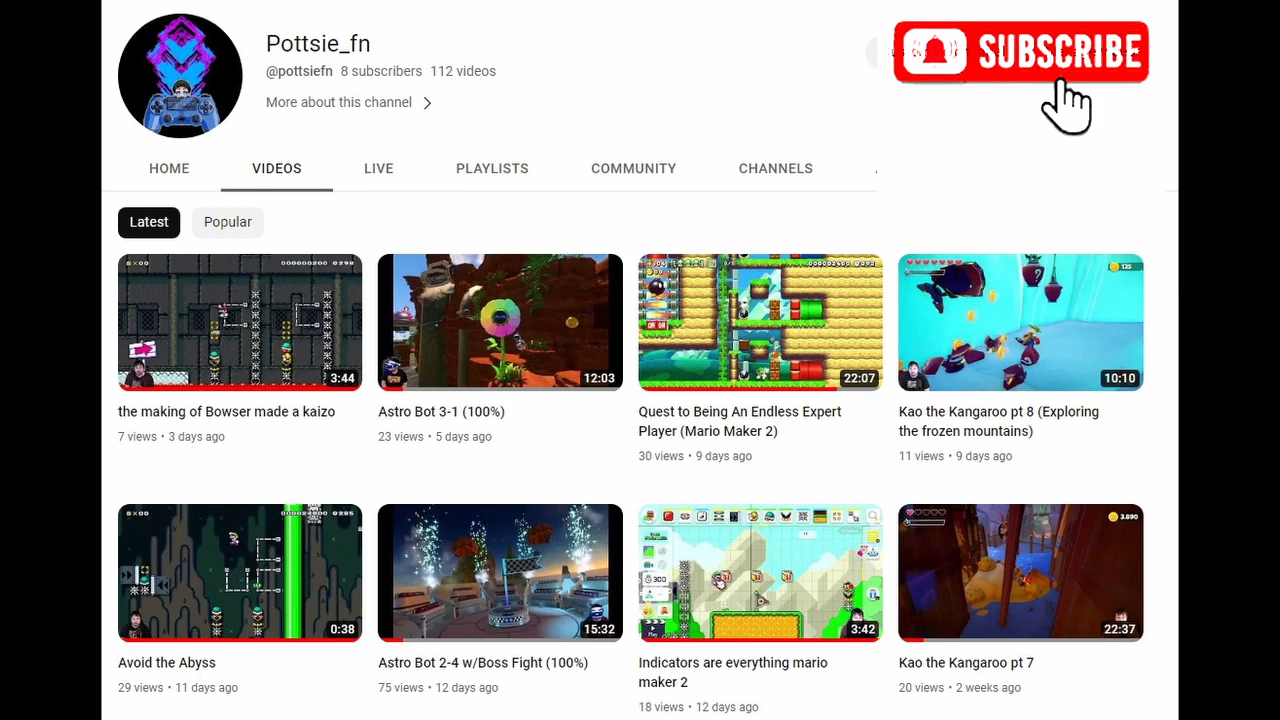 Pottsie_fn
@pottsiefn 8 subscribers 112 videos
More about this channel
SUBSCRIBE
HOME VIDEOS LIVE PLAYLISTS COMMUNITY CHANNELS
Latest Popular
3:44 12:03 22:07 10:10
the making of Bowser made a kaizo
7 views • 3 days ago
Astro Bot 3-1 (100%)
23 views • 5 days ago
Quest to Being An Endless Expert
Player (Mario Maker 2)
30 views • 9 days ago
Kao the Kangaroo pt 8 (Exploring
the frozen mountains)
11 views • 9 days ago
0:38 15:32 3:42 22:37
Avoid the Abyss
29 views • 11 days ago
Astro Bot 2-4 w/Boss Fight (100%)
75 views • 12 days ago
Indicators are everything mario
maker 2
18 views • 12 days ago
Kao the Kangaroo pt 7
20 views • 2 weeks ago